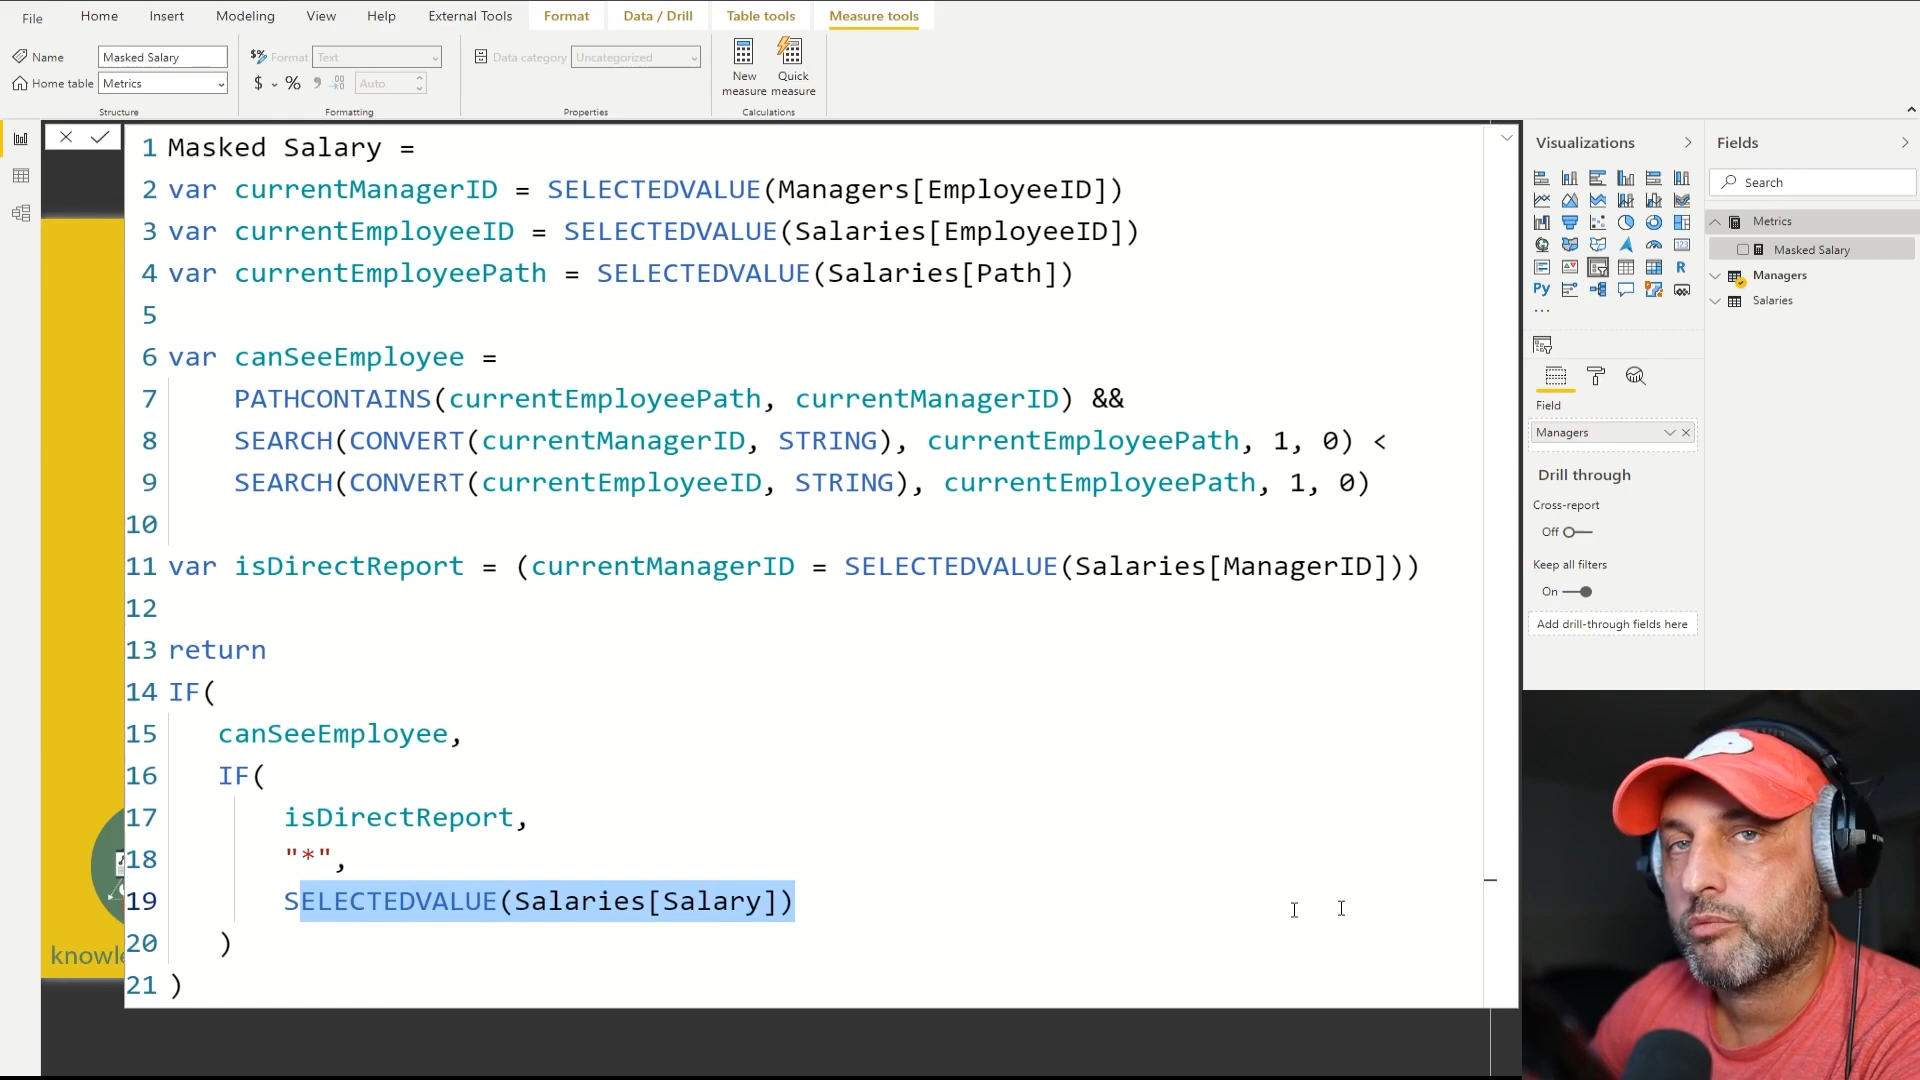 File
Home
Insert
Modeling
View
Help
External Tools
Format
Data / Drill
Table tools
Measure tools
Name
Masked Salary
Home table
Metrics
Structure
Format
Text
$
%
Auto
Formatting
Data category
Uncategorized
Properties
New measure
Quick measure
Calculations
1 Masked Salary =
2 var currentManagerID = SELECTEDVALUE(Managers[EmployeeID])
3 var currentEmployeeID = SELECTEDVALUE(Salaries[EmployeeID])
4 var currentEmployeePath = SELECTEDVALUE(Salaries[Path])
5
6 var canSeeEmployee =
7 PATHCONTAINS(currentEmployeePath, currentManagerID) &&
8 SEARCH(CONVERT(currentManagerID, STRING), currentEmployeePath, 1, 0) <
9 SEARCH(CONVERT(currentEmployeeID, STRING), currentEmployeePath, 1, 0)
10
11 var isDirectReport = (currentManagerID = SELECTEDVALUE(Salaries[ManagerID]))
12
13 return
14 IF(
15 canSeeEmployee,
16 IF(
17 isDirectReport,
18 "*",
19 SELECTEDVALUE(Salaries[Salary])
20 )
21 )
knowle
Visualizations
R
Py
...
Field
Managers
Drill through
Cross-report
Off
Keep all filters
On
Add drill-through fields here
Fields
Search
Metrics
Masked Salary
Managers
Salaries